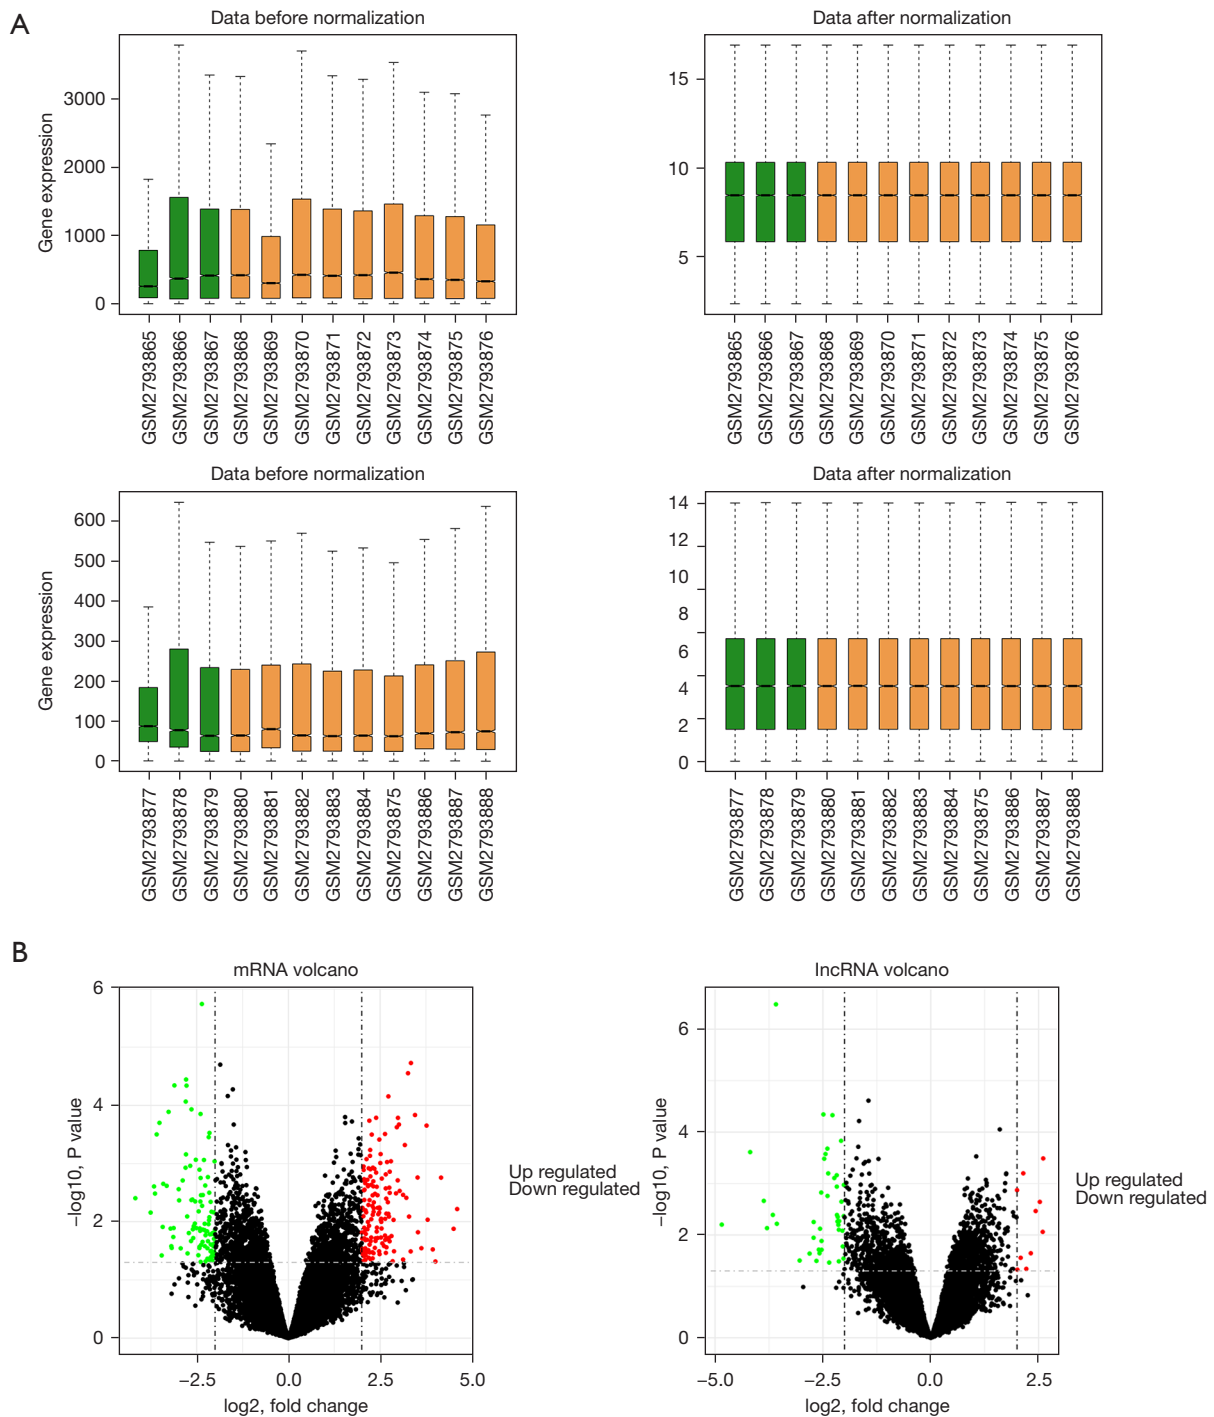 A
Data before normalization
Data after normalization
Gene expression
3000
2000
1000
0
15
10
5
GSM2793865
GSM2793866
GSM2793867
GSM2793868
GSM2793869
GSM2793870
GSM2793871
GSM2793872
GSM2793873
GSM2793874
GSM2793875
GSM2793876
GSM2793865
GSM2793866
GSM2793867
GSM2793868
GSM2793869
GSM2793870
GSM2793871
GSM2793872
GSM2793873
GSM2793874
GSM2793875
GSM2793876
Data before normalization
Data after normalization
Gene expression
600
500
400
300
200
100
0
14
12
10
8
6
4
2
0
GSM2793877
GSM2793878
GSM2793879
GSM2793880
GSM2793881
GSM2793882
GSM2793883
GSM2793884
GSM2793875
GSM2793886
GSM2793887
GSM2793888
GSM2793877
GSM2793878
GSM2793879
GSM2793880
GSM2793881
GSM2793882
GSM2793883
GSM2793884
GSM2793875
GSM2793886
GSM2793887
GSM2793888
B
mRNA volcano
–log10, P value
6
4
2
0
−2.5 0.0 2.5 5.0
log2, fold change
Up regulated
Down regulated
lncRNA volcano
–log10, P value
6
4
2
0
−5.0 −2.5 0.0 2.5
log2, fold change
Up regulated
Down regulated